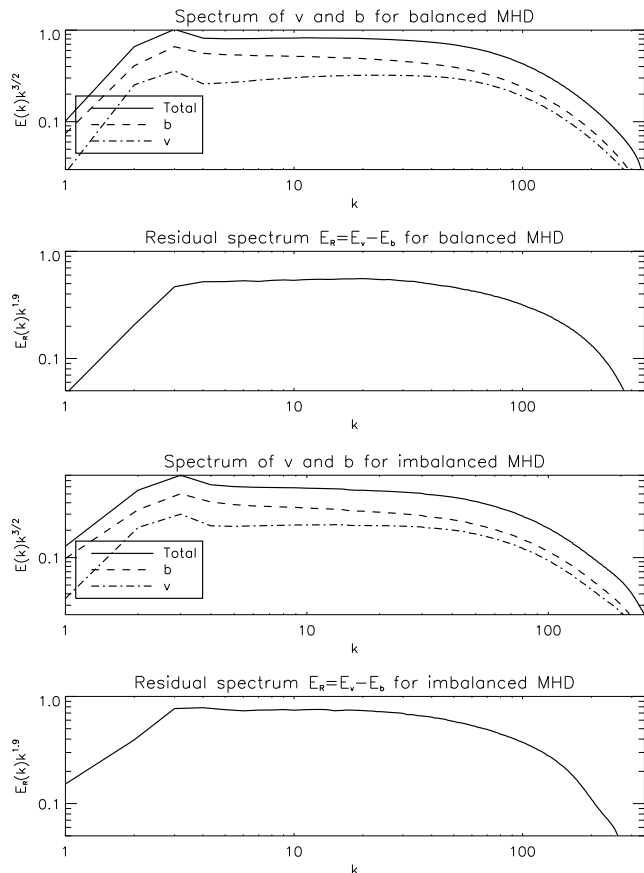 Spectrum of v and b for balanced MHD
1.0
0.1
E(k)k^3/2
Total
b
v
1 10 100
k
Residual spectrum E_R=E_v−E_b for balanced MHD
1.0
0.1
E_R(k)k^1.9
1 10 100
k
Spectrum of v and b for imbalanced MHD
0.1
E(k)k^3/2
Total
b
v
1 10 100
k
Residual spectrum E_R=E_v−E_b for imbalanced MHD
1.0
0.1
E_R(k)k^1.9
1 10 100
k